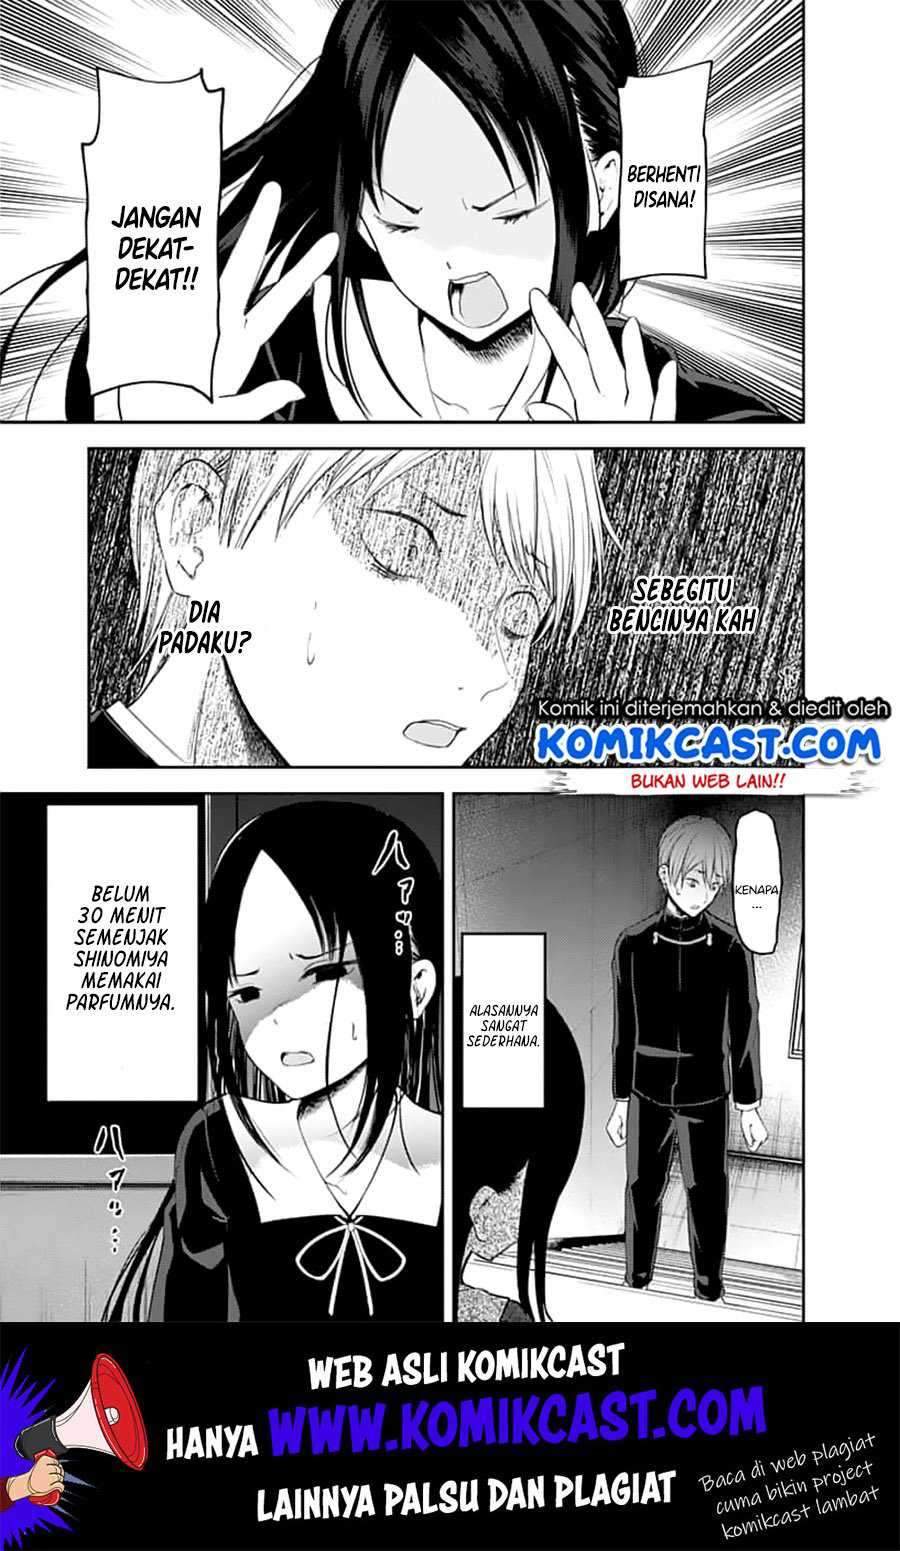 BERHENTI
DISANA!
JANGAN
DEKAT-
DEKAT!!
SEBEGITU
BENCINYA KAH
DIA
PADAKU?
Komik ini diterjemahkan & diedit oleh
KOMIKCAST.COM
BUKAN WEB LAIN!!
KENAPA
...
ALASANNYA
SANGAT
SEDERHANA.
BELUM
30 MENIT
SEMENJAK
SHINOMIYA
MEMAKAI
PARFUMNYA.
ハァッ…
ハァッ…
WEB ASLI KOMIKCAST
HANYA WWW.KOMIKCAST.COM
LAINNYA PALSU DAN PLAGIAT
Baca di web plagiat
cuma bikin project
komikcast lambat